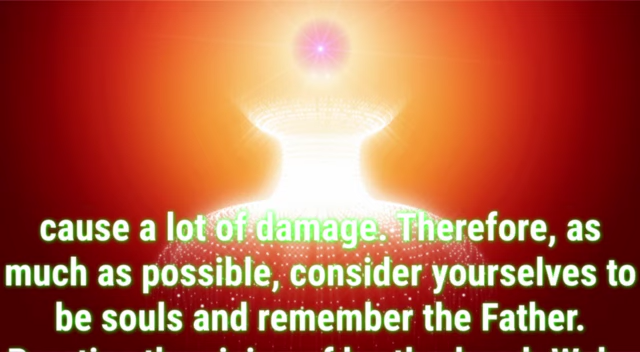 cause a lot of damage. Therefore, as
much as possible, consider yourselves to
be souls and remember the Father.